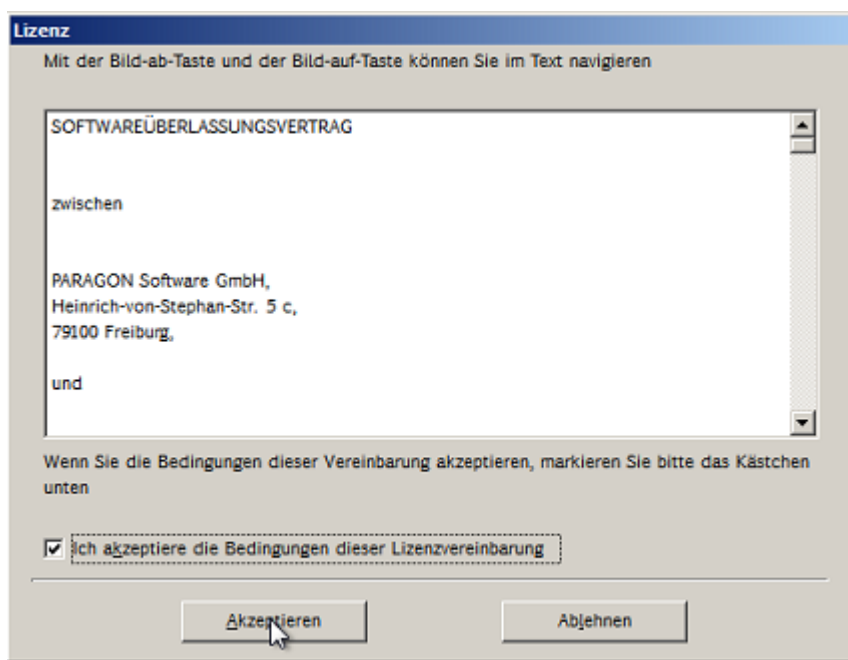 Lizenz
Mit der Bild-ab-Taste und der Bild-auf-Taste können Sie im Text navigieren
SOFTWAREÜBERLASSUNGSVERTRAG
zwischen
PARAGON Software GmbH,
Heinrich-von-Stephan-Str. 5 c,
79100 Freiburg,
und
Wenn Sie die Bedingungen dieser Vereinbarung akzeptieren, markieren Sie bitte das Kästchen
unten
Ich akzeptiere die Bedingungen dieser Lizenzvereinbarung
Akzeptieren
Ablehnen